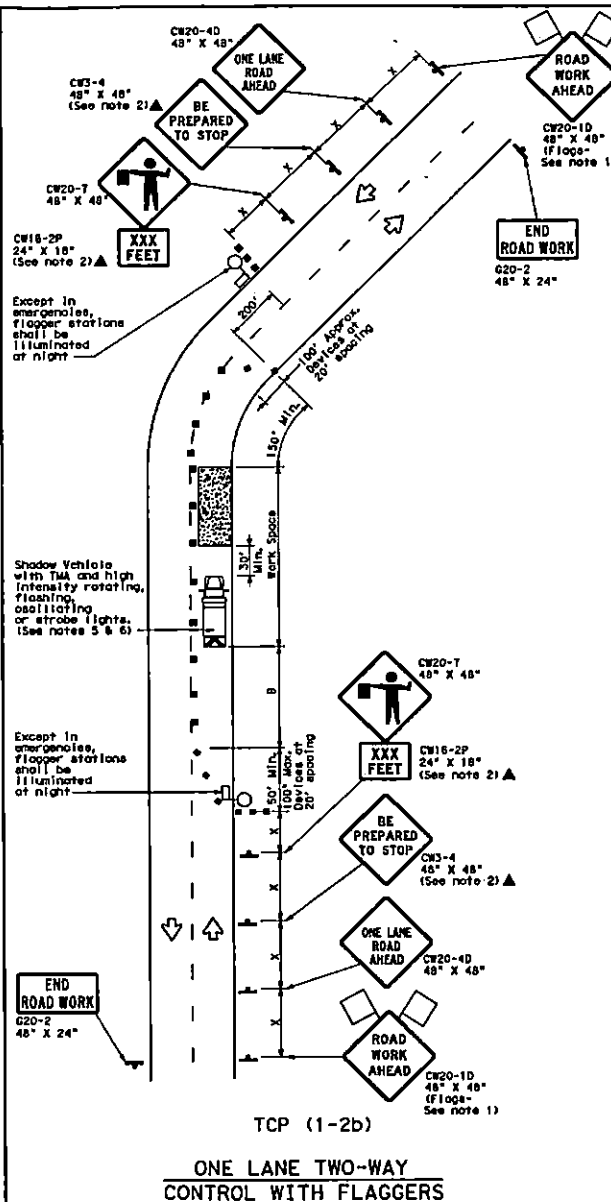 CW20-4D
48" X 48"
ONE LANE
ROAD
AHEAD
ROAD
WORK
AHEAD
CW3-4
48" X 48"
(See note 2)▲
BE
PREPARED
TO STOP
X
X
X
CW20-1D
48" X 48"
(Flags-
See note 1)
CW20-7
48" X 48"
XXX
FEET
CW16-2P
24" X 18"
(See note 2)▲
END
ROAD WORK
G20-2
48" X 24"
Except in
emergencies,
flagger stations
shall be
illuminated
at night
200'
100' Approx.
Devices at
20' spacing
150' Min.
Work Space
30'
Min.
Shadow Vehicle
with TMA and high
intensity rotating,
flashing,
oscillating
or strobe lights.
(See notes 5 & 6)
B
CW20-7
48" X 48"
XXX
FEET
CW16-2P
24" X 18"
(See note 2)▲
Except in
emergencies,
flagger stations
shall be
illuminated
at night
50' Min.
100' Max.
Devices at
20' spacing
X
BE
PREPARED
TO STOP
CW3-4
48" X 48"
(See note 2)▲
X
ONE LANE
ROAD
AHEAD
CW20-4D
48" X 48"
X
END
ROAD WORK
G20-2
48" X 24"
ROAD
WORK
AHEAD
CW20-1D
48" X 48"
(Flags-
See note 1)
TCP (1-2b)
ONE LANE TWO-WAY
CONTROL WITH FLAGGERS